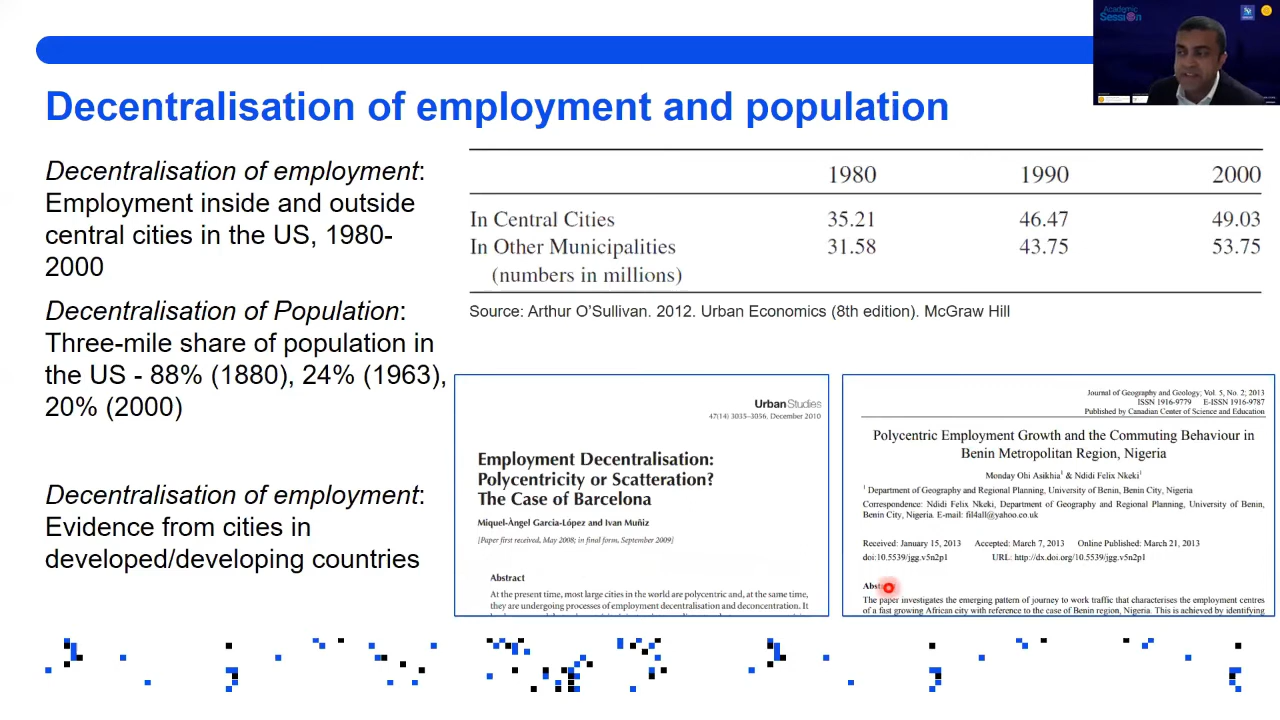 Academic
Session
Decentralisation of employment and population
Decentralisation of employment:
Employment inside and outside
central cities in the US, 1980-
2000
Decentralisation of Population:
Three-mile share of population in
the US - 88% (1880), 24% (1963),
20% (2000)
Decentralisation of employment:
Evidence from cities in
developed/developing countries
1980 1990 2000
In Central Cities 35.21 46.47 49.03
In Other Municipalities 31.58 43.75 53.75
(numbers in millions)
Source: Arthur O'Sullivan. 2012. Urban Economics (8th edition). McGraw Hill
UrbanStudies
47(14) 3035–3056, December 2010
Employment Decentralisation:
Polycentricity or Scatteration?
The Case of Barcelona
Miquel-Àngel Garcia-López and Ivan Muñiz
[Paper first received, May 2008; in final form, September 2009]
Abstract
At the present time, most large cities in the world are polycentric and, at the same time,
they are undergoing processes of employment decentralisation and deconcentration. It
Journal of Geography and Geology; Vol. 5, No. 2; 2013
ISSN 1916-9779 E-ISSN 1916-9787
Published by Canadian Center of Science and Education
Polycentric Employment Growth and the Commuting Behaviour in
Benin Metropolitan Region, Nigeria
Monday Ohi Asikhia1 & Ndidi Felix Nkeki1
1 Department of Geography and Regional Planning, University of Benin, Benin City, Nigeria
Correspondence: Ndidi Felix Nkeki, Department of Geography and Regional Planning, University of Benin,
Benin City, Nigeria. E-mail: fil4all@yahoo.co.uk
Received: January 15, 2013 Accepted: March 7, 2013 Online Published: March 21, 2013
doi:10.5539/jgg.v5n2p1 URL: http://dx.doi.org/10.5539/jgg.v5n2p1
The paper investigates the emerging pattern of journey to work traffic that characterises the employment centres
of a fast growing African city with reference to the case of Benin region, Nigeria. This is achieved by identifying